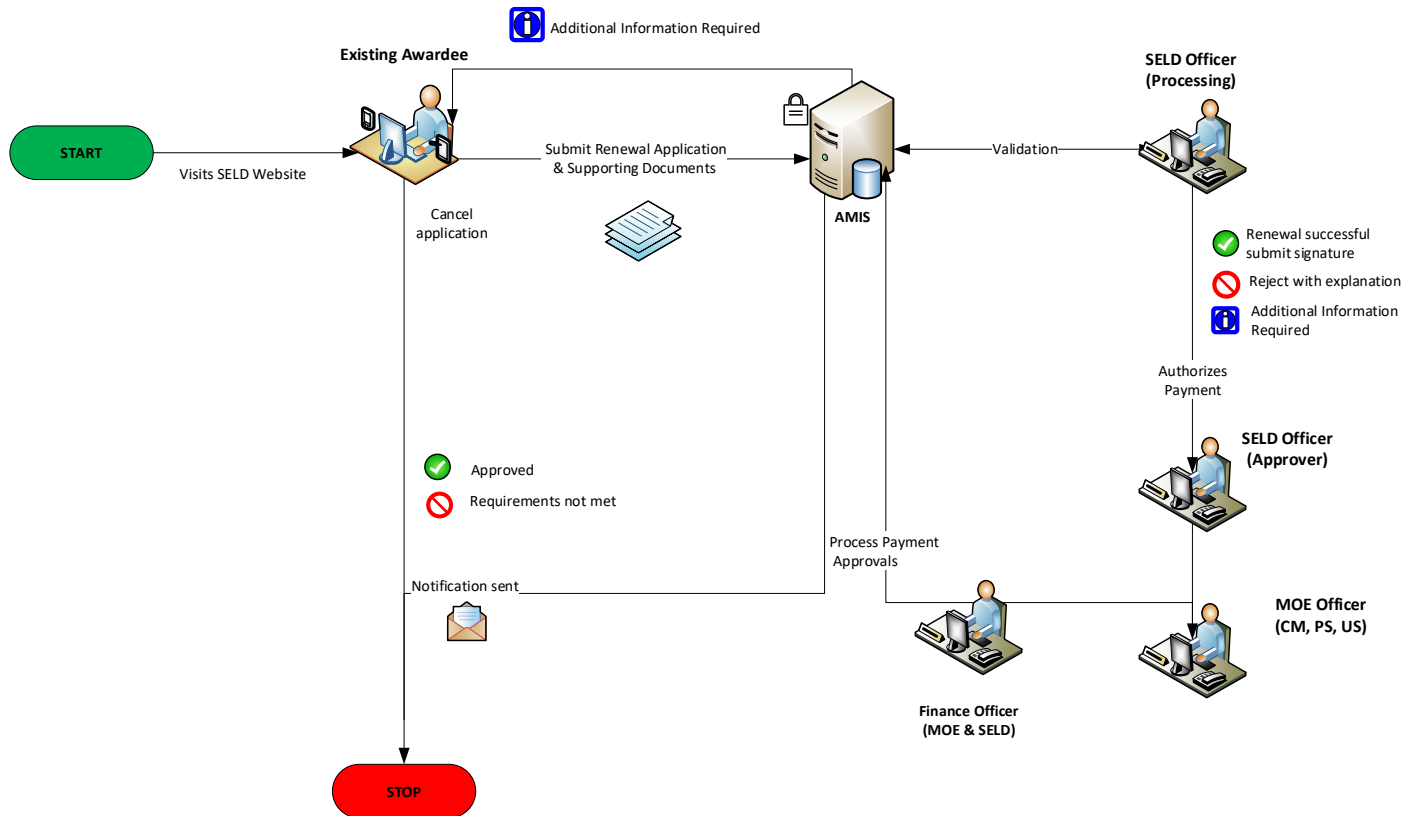 Additional Information Required
Existing Awardee
SELD Officer
(Processing)
START
Visits SELD Website
Submit Renewal Application
& Supporting Documents
Validation
AMIS
Cancel
application
Renewal successful
submit signature
Reject with explanation
Additional Information
Required
Authorizes
Payment
SELD Officer
(Approver)
Approved
Requirements not met
Process Payment
Approvals
Notification sent
MOE Officer
(CM, PS, US)
Finance Officer
(MOE & SELD)
STOP